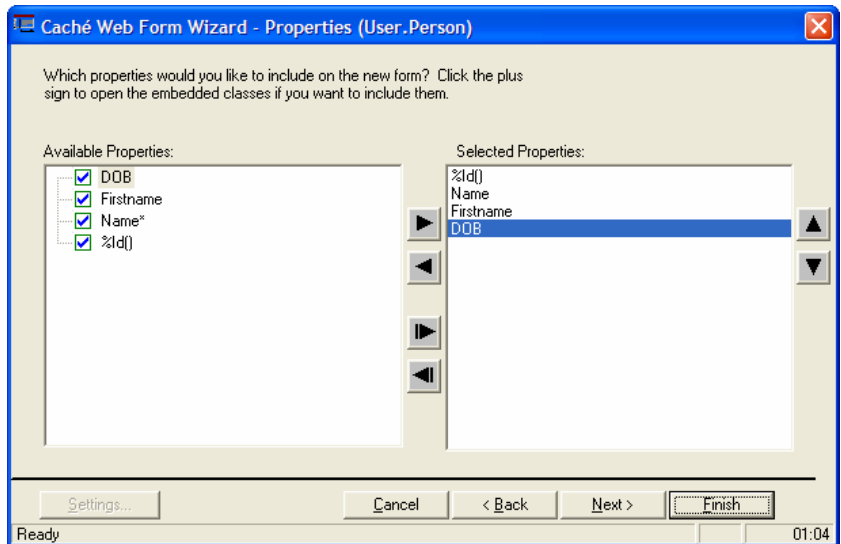 Caché Web Form Wizard - Properties (User.Person)
Which properties would you like to include on the new form? Click the plus
sign to open the embedded classes if you want to include them.
Available Properties:
DOB
Firstname
Name*
%Id()
Selected Properties:
%Id()
Name
Firstname
DOB
Settings...
Cancel
< Back
Next >
Finish
Ready
01:04